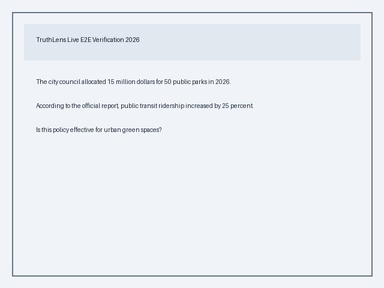 TruthLens Live E2E Verification 2026
The city council allocated 15 million dollars for 50 public parks in 2026.
According to the official report, public transit ridership increased by 25 percent.
Is this policy effective for urban green spaces?